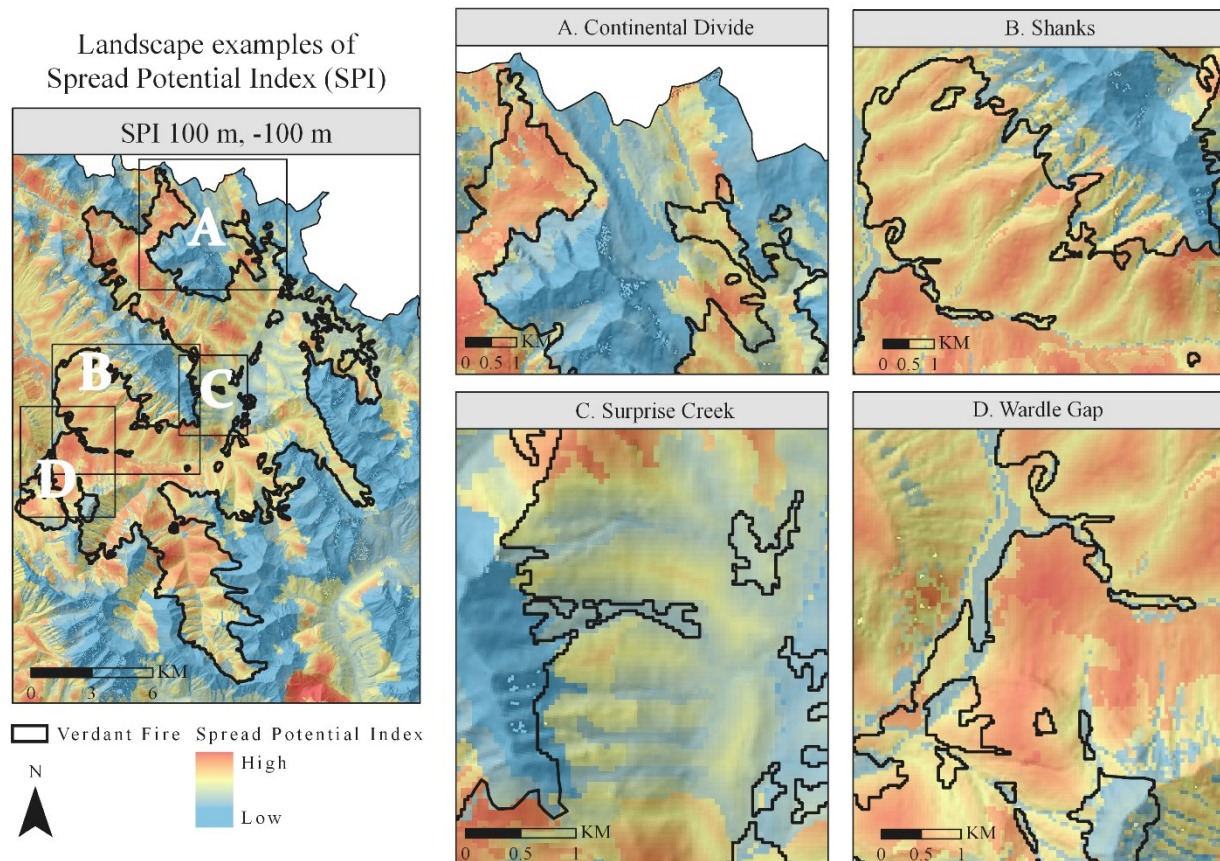 Landscape examples of
Spread Potential Index (SPI)
SPI 100 m, -100 m
A
B
C
D
KM
0 3 6
Verdant Fire Spread Potential Index
High
Low
N
A. Continental Divide
KM
0 0.5 1
B. Shanks
KM
0 0.5 1
C. Surprise Creek
KM
0 0.5 1
D. Wardle Gap
KM
0 0.5 1